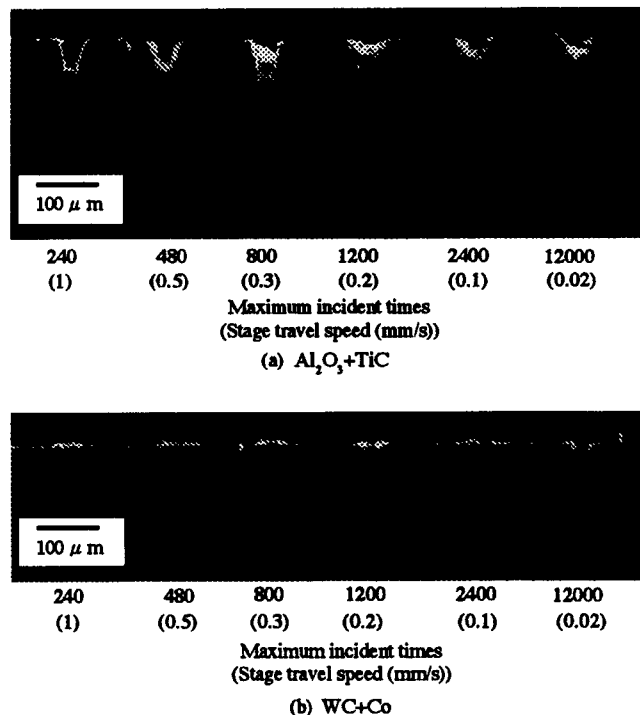 100 μ m
240 480 800 1200 2400 12000
(1) (0.5) (0.3) (0.2) (0.1) (0.02)
Maximum incident times
(Stage travel speed (mm/s))
(a) Al₂O₃+TiC
100 μ m
240 480 800 1200 2400 12000
(1) (0.5) (0.3) (0.2) (0.1) (0.02)
Maximum incident times
(Stage travel speed (mm/s))
(b) WC+Co